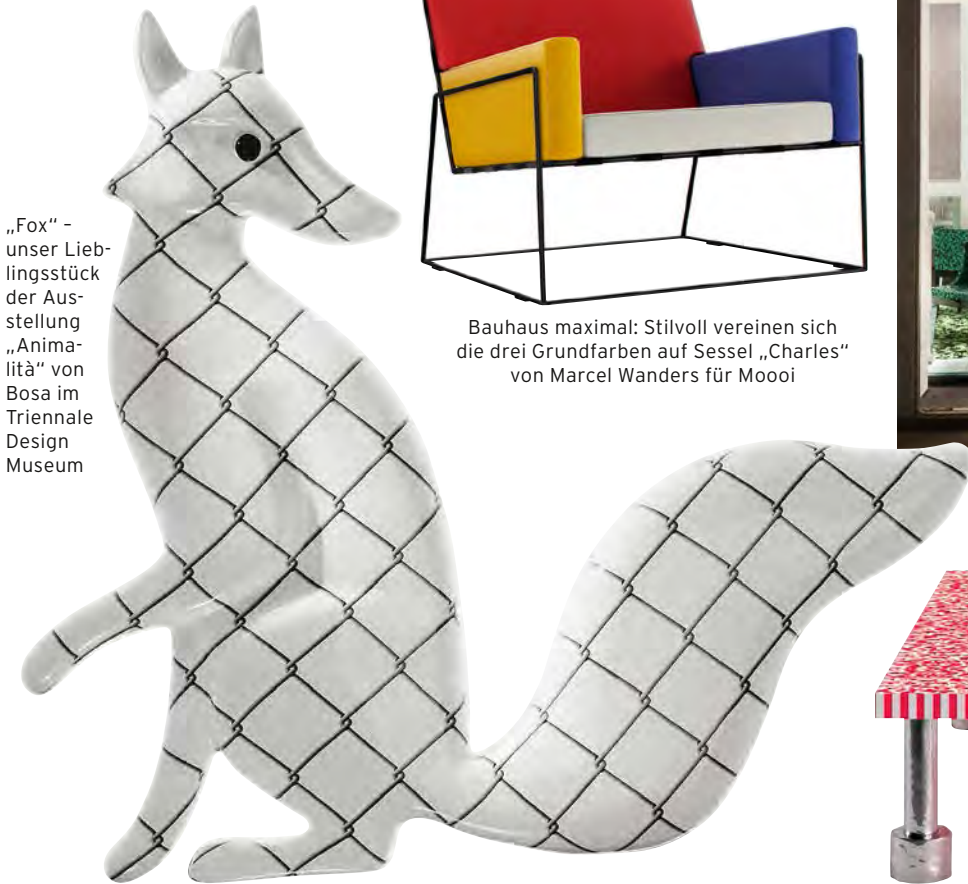 „Fox“ –
unser Lieb-
lingsstück
der Aus-
stellung
„Anima-
lità“ von
Bosa im
Triennale
Design
Museum
Bauhaus maximal: Stilvoll vereinen sich
die drei Grundfarben auf Sessel „Charles“
von Marcel Wanders für Moooi